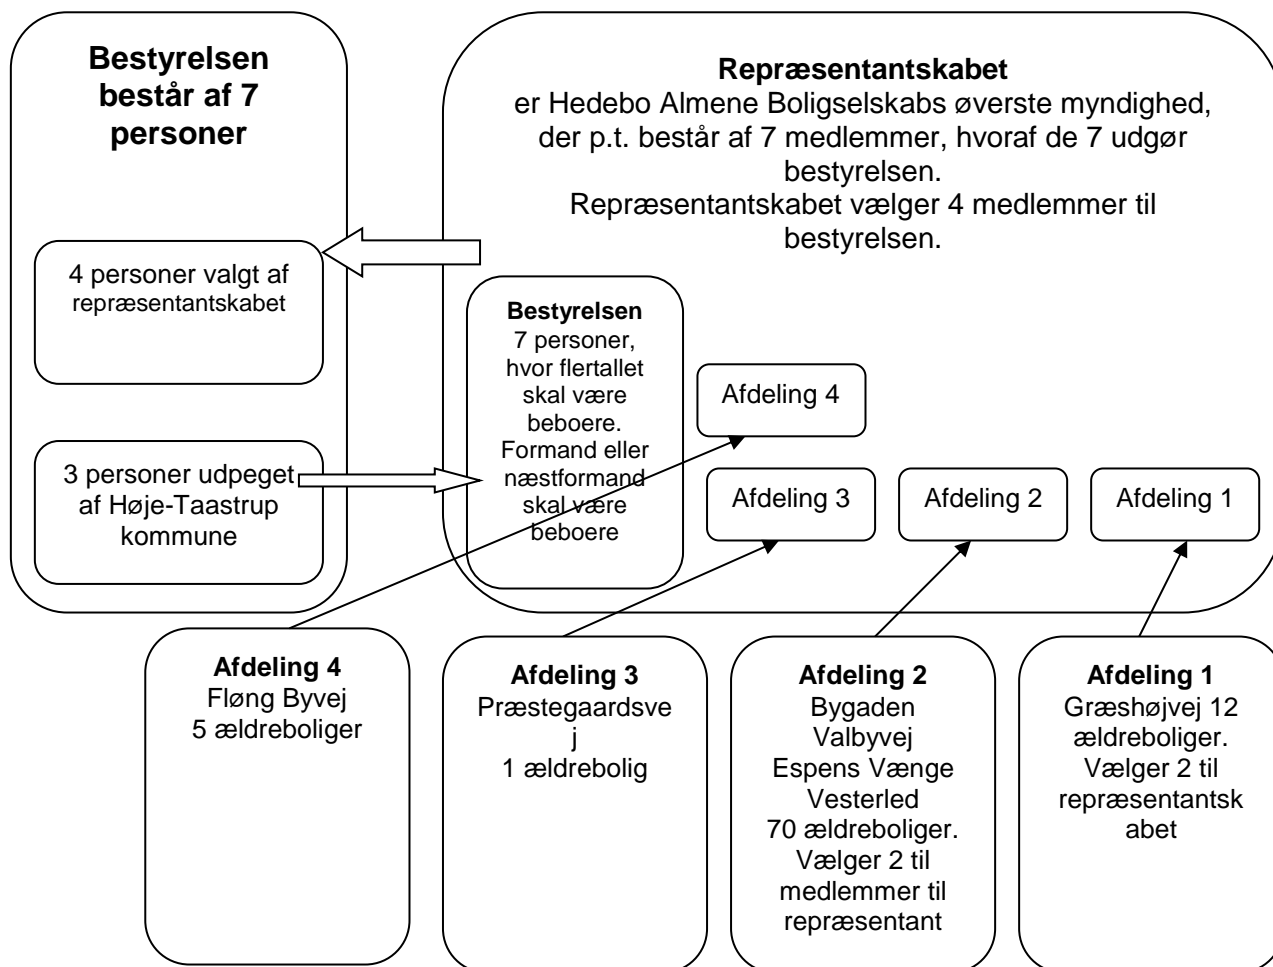 Bestyrelsen
består af 7
personer
4 personer valgt af
repræsentantskabet
3 personer udpeget
af Høje-Taastrup
kommune
Repræsentantskabet
er Hedebo Almene Boligselskabs øverste myndighed,
der p.t. består af 7 medlemmer, hvoraf de 7 udgør
bestyrelsen.
Repræsentantskabet vælger 4 medlemmer til
bestyrelsen.
Bestyrelsen
7 personer,
hvor flertallet
skal være
beboere.
Formand eller
næstformand
skal være
beboere
Afdeling 4
Afdeling 3
Afdeling 2
Afdeling 1
Afdeling 4
Fløng Byvej
5 ældreboliger
Afdeling 3
Præstegaardsve
j
1 ældrebolig
Afdeling 2
Bygaden
Valbyvej
Espens Vænge
Vesterled
70 ældreboliger.
Vælger 2 til
medlemmer til
repræsentant
Afdeling 1
Græshøjvej 12
ældreboliger.
Vælger 2 til
repræsentantsk
abet